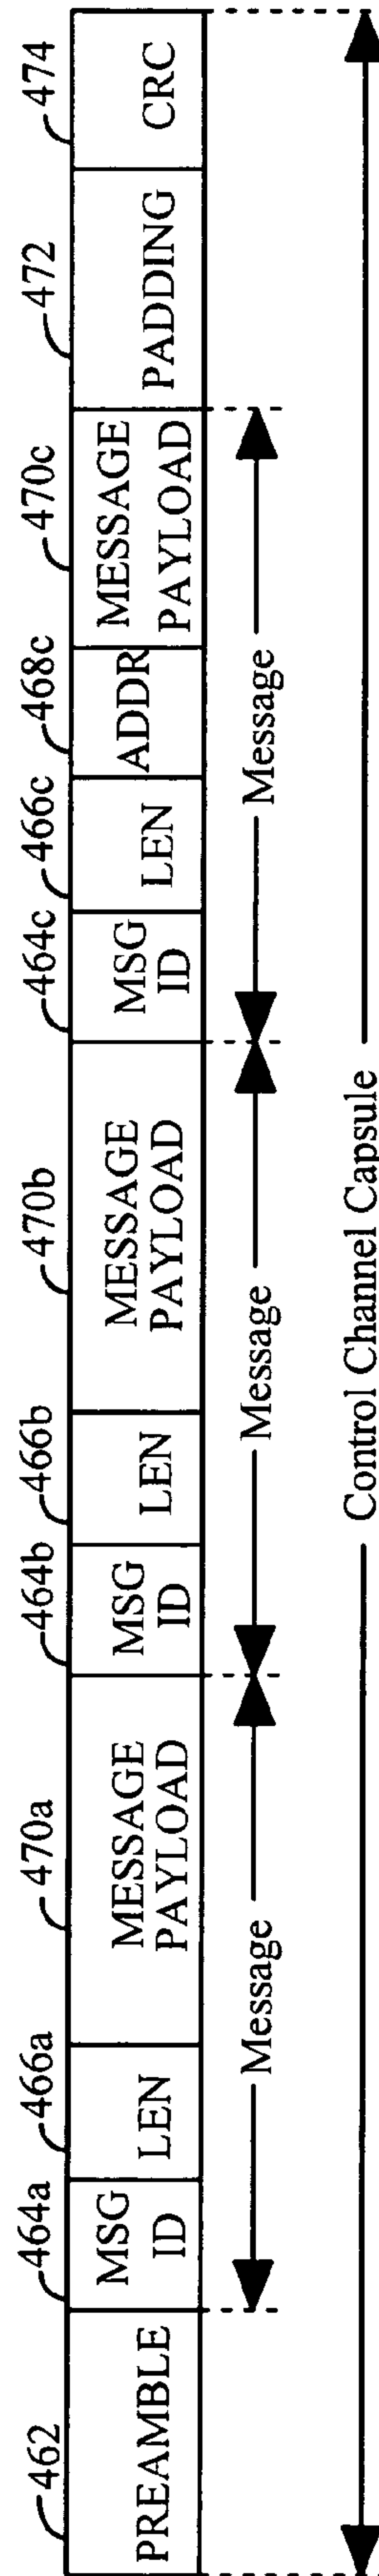 462
464a
466a
470a
464b
466b
470b
464c
466c
468c
470c
472
474
PREAMBLE
MSG
ID
LEN
MESSAGE
PAYLOAD
MSG
ID
LEN
MESSAGE
PAYLOAD
MSG
ID
LEN
ADDR
MESSAGE
PAYLOAD
PADDING
CRC
Message
Message
Message
Control Channel Capsule